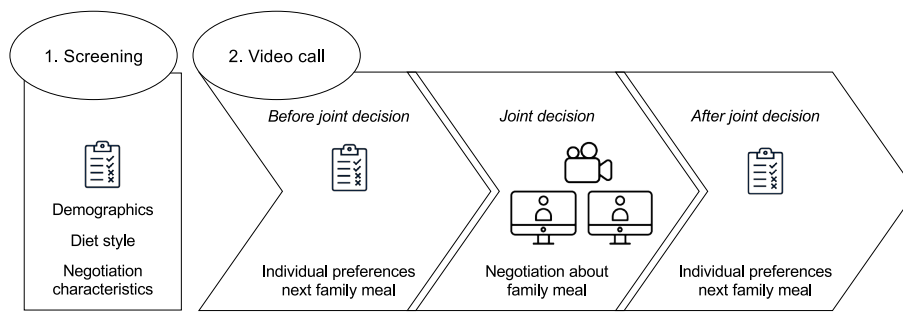 1. Screening
Demographics
Diet style
Negotiation
characteristics
2. Video call
Before joint decision
Individual preferences
next family meal
Joint decision
Negotiation about
family meal
After joint decision
Individual preferences
next family meal